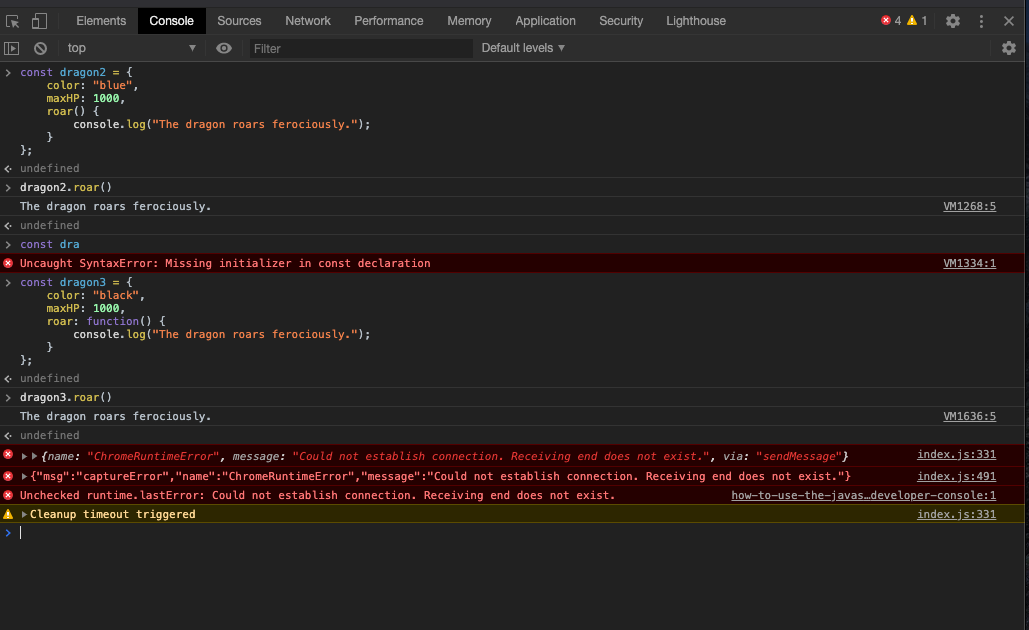 Elements Console Sources Network Performance Memory Application Security Lighthouse 4 1
top Filter Default levels
const dragon2 = {
color: "blue",
maxHP: 1000,
roar() {
console.log("The dragon roars ferociously.");
}
};
undefined
dragon2.roar()
The dragon roars ferociously. VM1268:5
undefined
const dra
Uncaught SyntaxError: Missing initializer in const declaration VM1334:1
const dragon3 = {
color: "black",
maxHP: 1000,
roar: function() {
console.log("The dragon roars ferociously.");
}
};
undefined
dragon3.roar()
The dragon roars ferociously. VM1636:5
undefined
{name: "ChromeRuntimeError", message: "Could not establish connection. Receiving end does not exist.", via: "sendMessage"} index.js:331
{"msg":"captureError","name":"ChromeRuntimeError","message":"Could not establish connection. Receiving end does not exist."} index.js:491
Unchecked runtime.lastError: Could not establish connection. Receiving end does not exist. how-to-use-the-javas…developer-console:1
Cleanup timeout triggered index.js:331